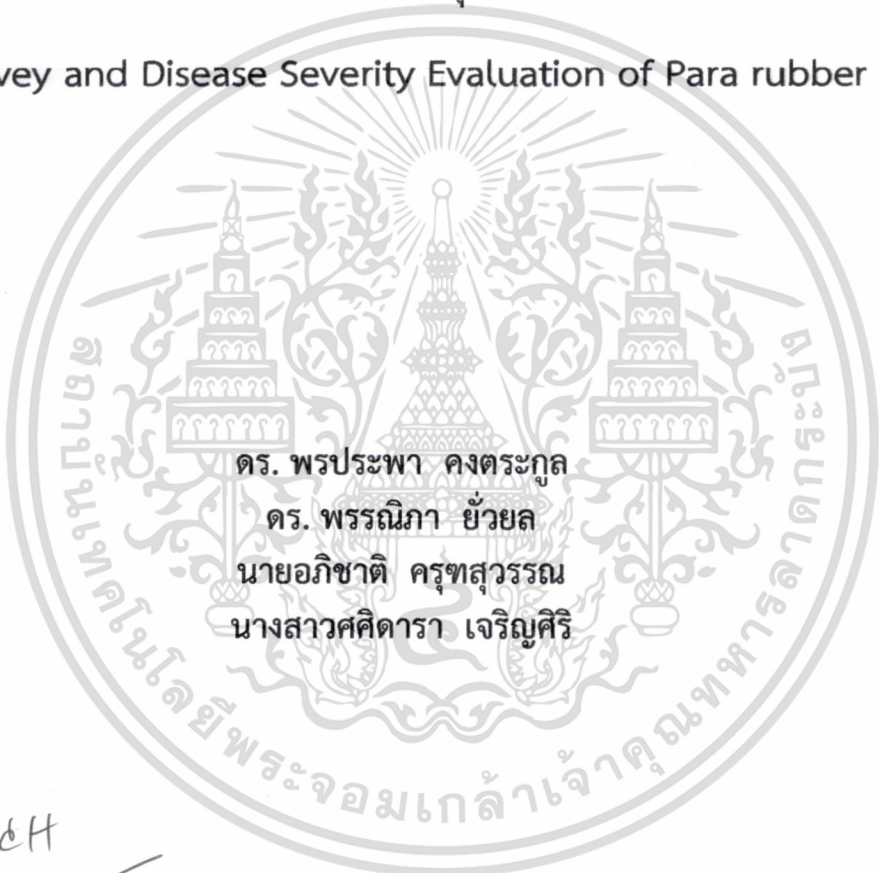 vey and Disease Severity Evaluation of Para rubber
ดร. พรประพา คงตระกูล
ดร. พรรณิภา ยั่วยล
นายอภิชาติ ครุฑสุวรรณ
นางสาวศศิดารา เจริญศิริ
สถาบันเทคโนโลยีพระจอมเกล้าเจ้าคุณทหารลาดกระบัง